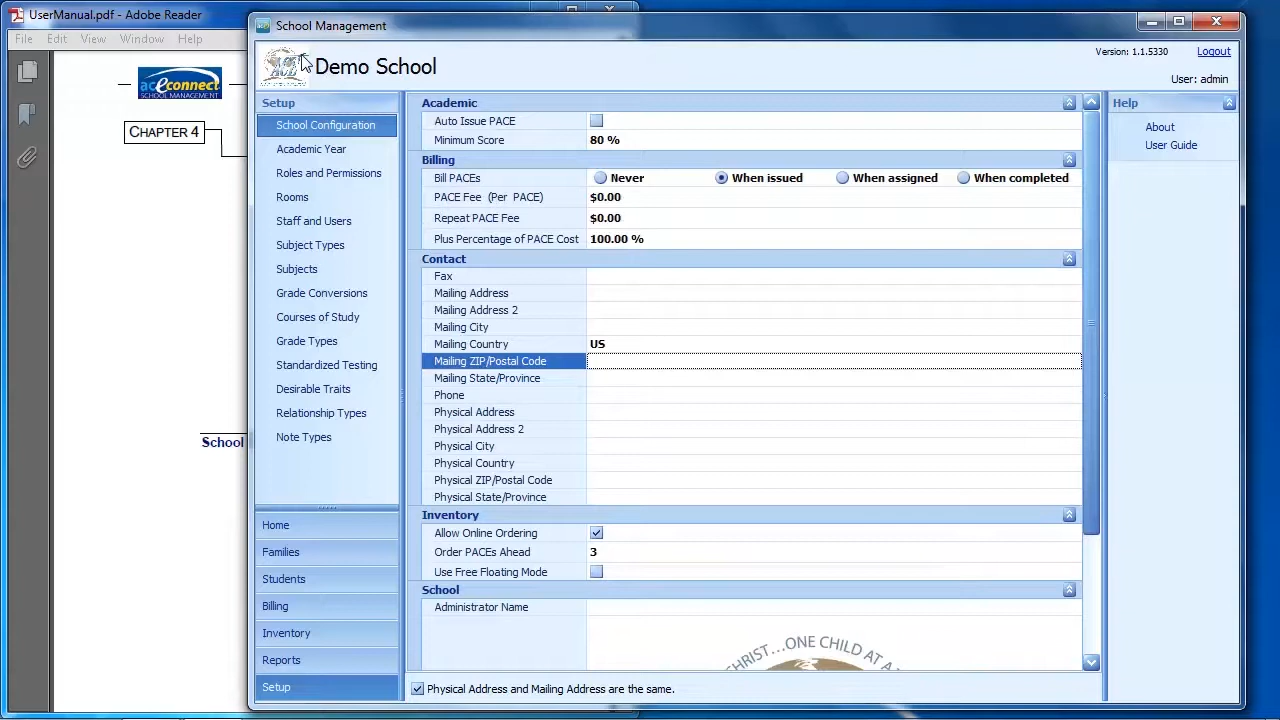 UserManual.pdf - Adobe Reader
File Edit View Window Help
aceconnect
SCHOOL MANAGEMENT
CHAPTER 4
School
School Management
Demo School
Version: 1.1.5330
Logout
User: admin
Setup
School Configuration
Academic Year
Roles and Permissions
Rooms
Staff and Users
Subject Types
Subjects
Grade Conversions
Courses of Study
Grade Types
Standardized Testing
Desirable Traits
Relationship Types
Note Types
Home
Families
Students
Billing
Inventory
Reports
Setup
Academic
Auto Issue PACE
Minimum Score 80 %
Billing
Bill PACEs Never When issued When assigned When completed
PACE Fee (Per PACE) $0.00
Repeat PACE Fee $0.00
Plus Percentage of PACE Cost 100.00 %
Contact
Fax
Mailing Address
Mailing Address 2
Mailing City
Mailing Country US
Mailing ZIP/Postal Code
Mailing State/Province
Phone
Physical Address
Physical Address 2
Physical City
Physical Country
Physical ZIP/Postal Code
Physical State/Province
Inventory
Allow Online Ordering
Order PACEs Ahead 3
Use Free Floating Mode
School
Administrator Name
CHRIST...ONE CHILD AT A
Physical Address and Mailing Address are the same.
Help
About
User Guide